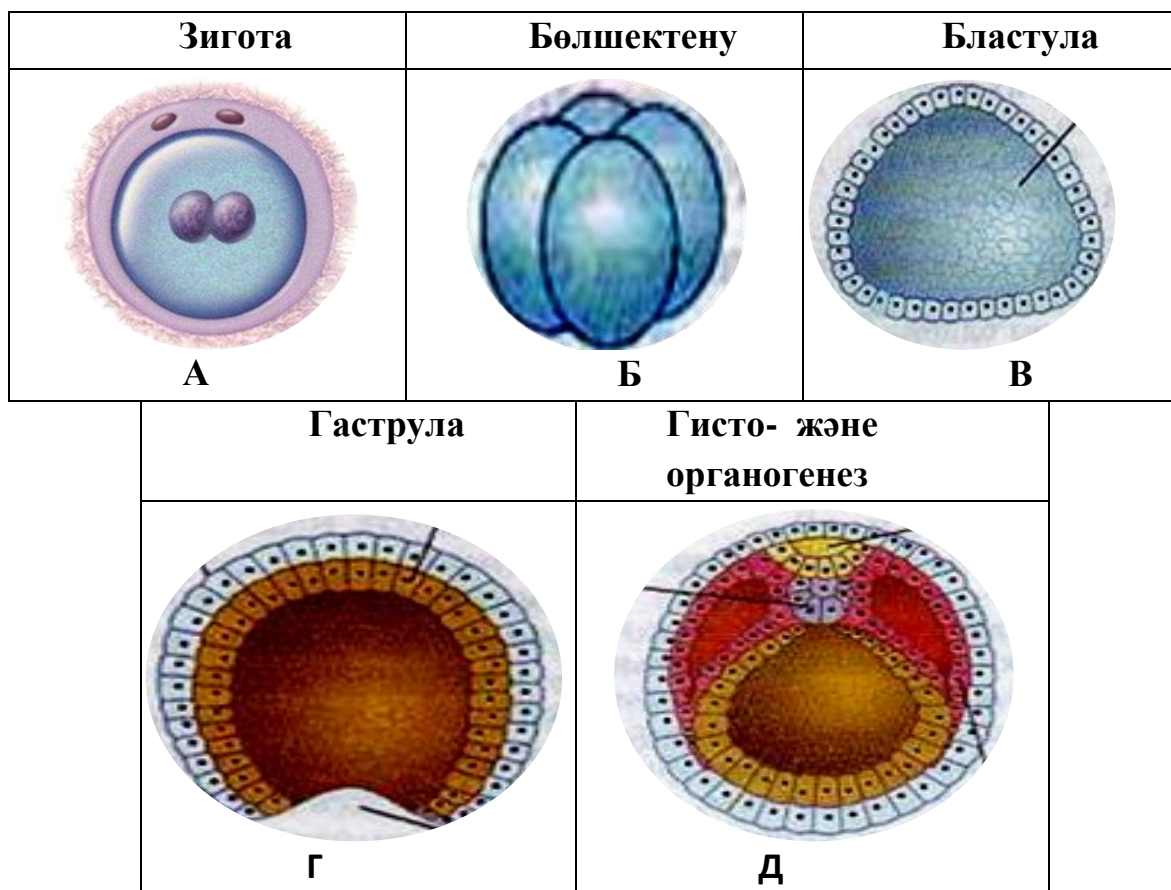 Зигота
Бөлшектену
Бластула
А
Б
В
Гаструла
Гисто- және
органогенез
Г
Д